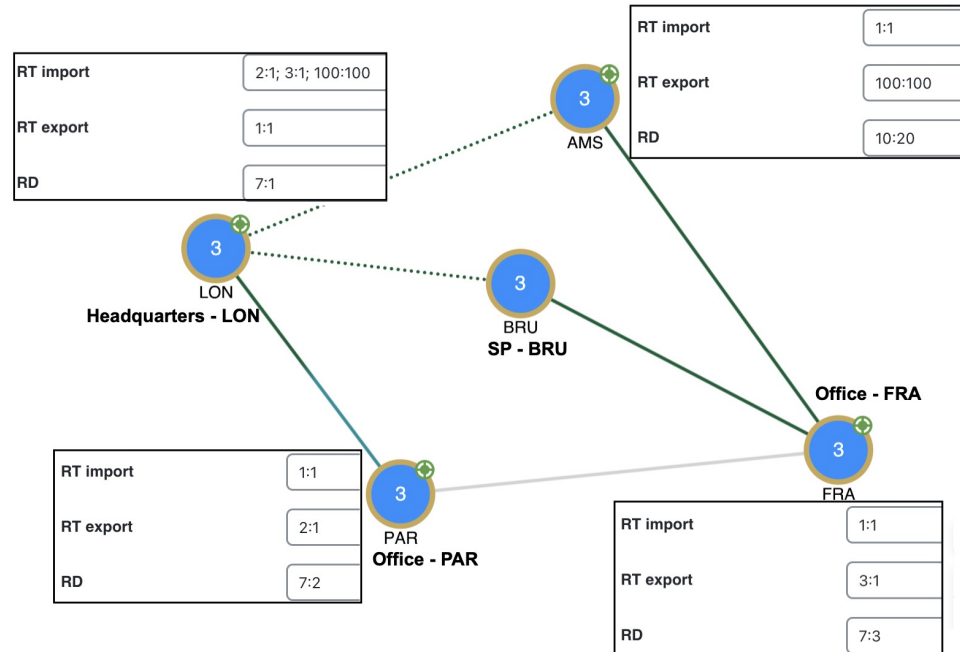 RT import 2:1; 3:1; 100:100
RT export 1:1
RD 7:1
RT import 1:1
RT export 100:100
RD 10:20
3
AMS
3
LON
Headquarters - LON
3
BRU
SP - BRU
Office - FRA
3
FRA
RT import 1:1
RT export 2:1
RD 7:2
3
PAR
Office - PAR
RT import 1:1
RT export 3:1
RD 7:3